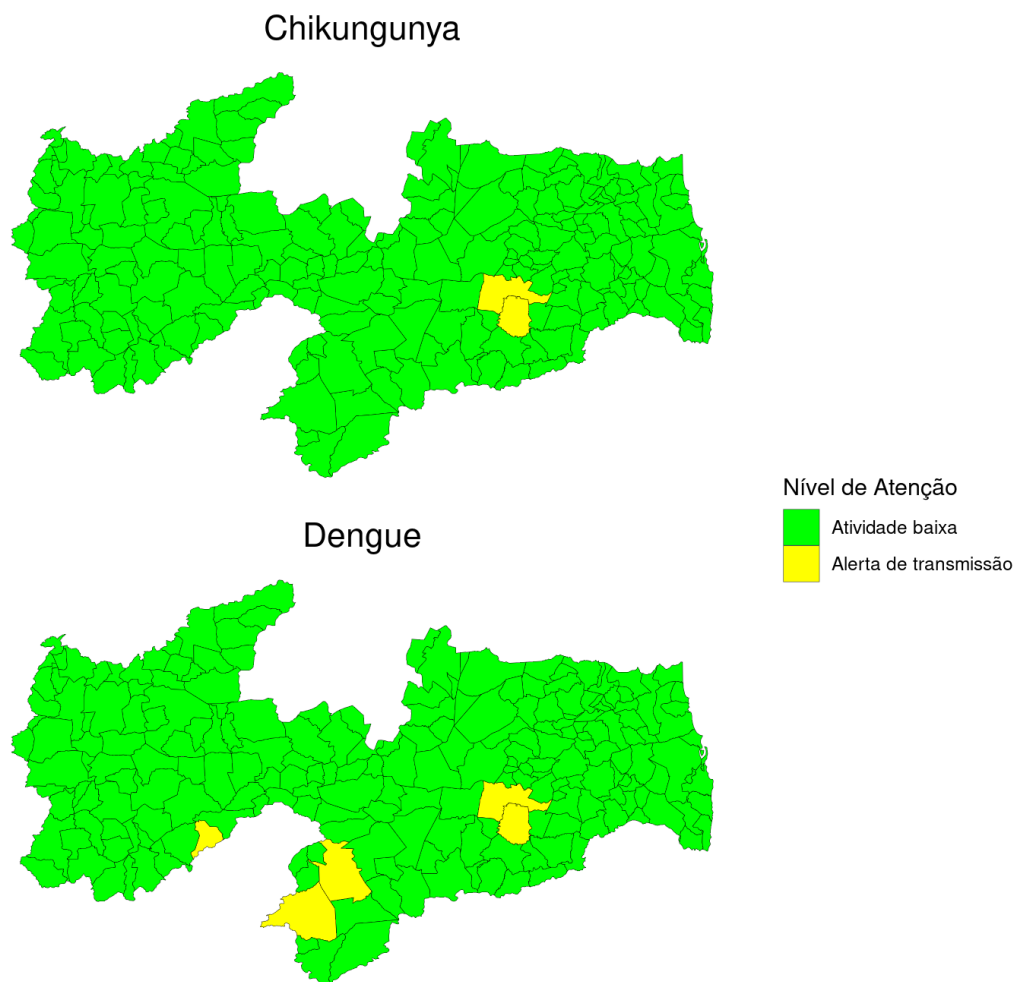 Chikungunya
Dengue
Nível de Atenção
Atividade baixa
Alerta de transmissão